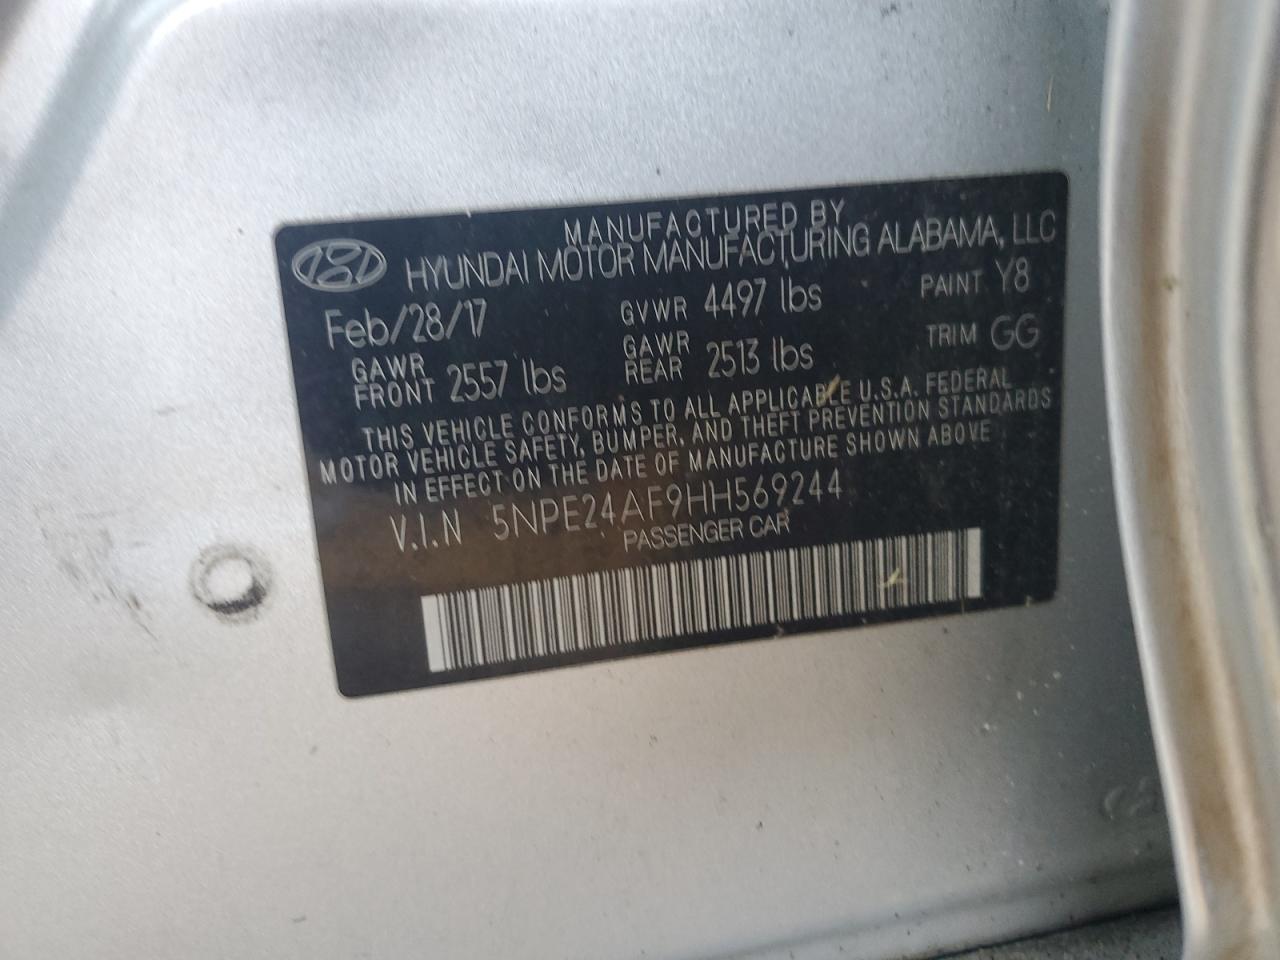 MANUFACTURED BY
HYUNDAI MOTOR MANUFACTURING ALABAMA, LLC
Feb/28/17 GVWR 4497 lbs PAINT Y8
GAWR FRONT 2557 lbs GAWR REAR 2513 lbs TRIM GG
THIS VEHICLE CONFORMS TO ALL APPLICABLE U.S.A. FEDERAL
MOTOR VEHICLE SAFETY, BUMPER, AND THEFT PREVENTION STANDARDS
IN EFFECT ON THE DATE OF MANUFACTURE SHOWN ABOVE
V.I.N 5NPE24AF9HH569244
PASSENGER CAR